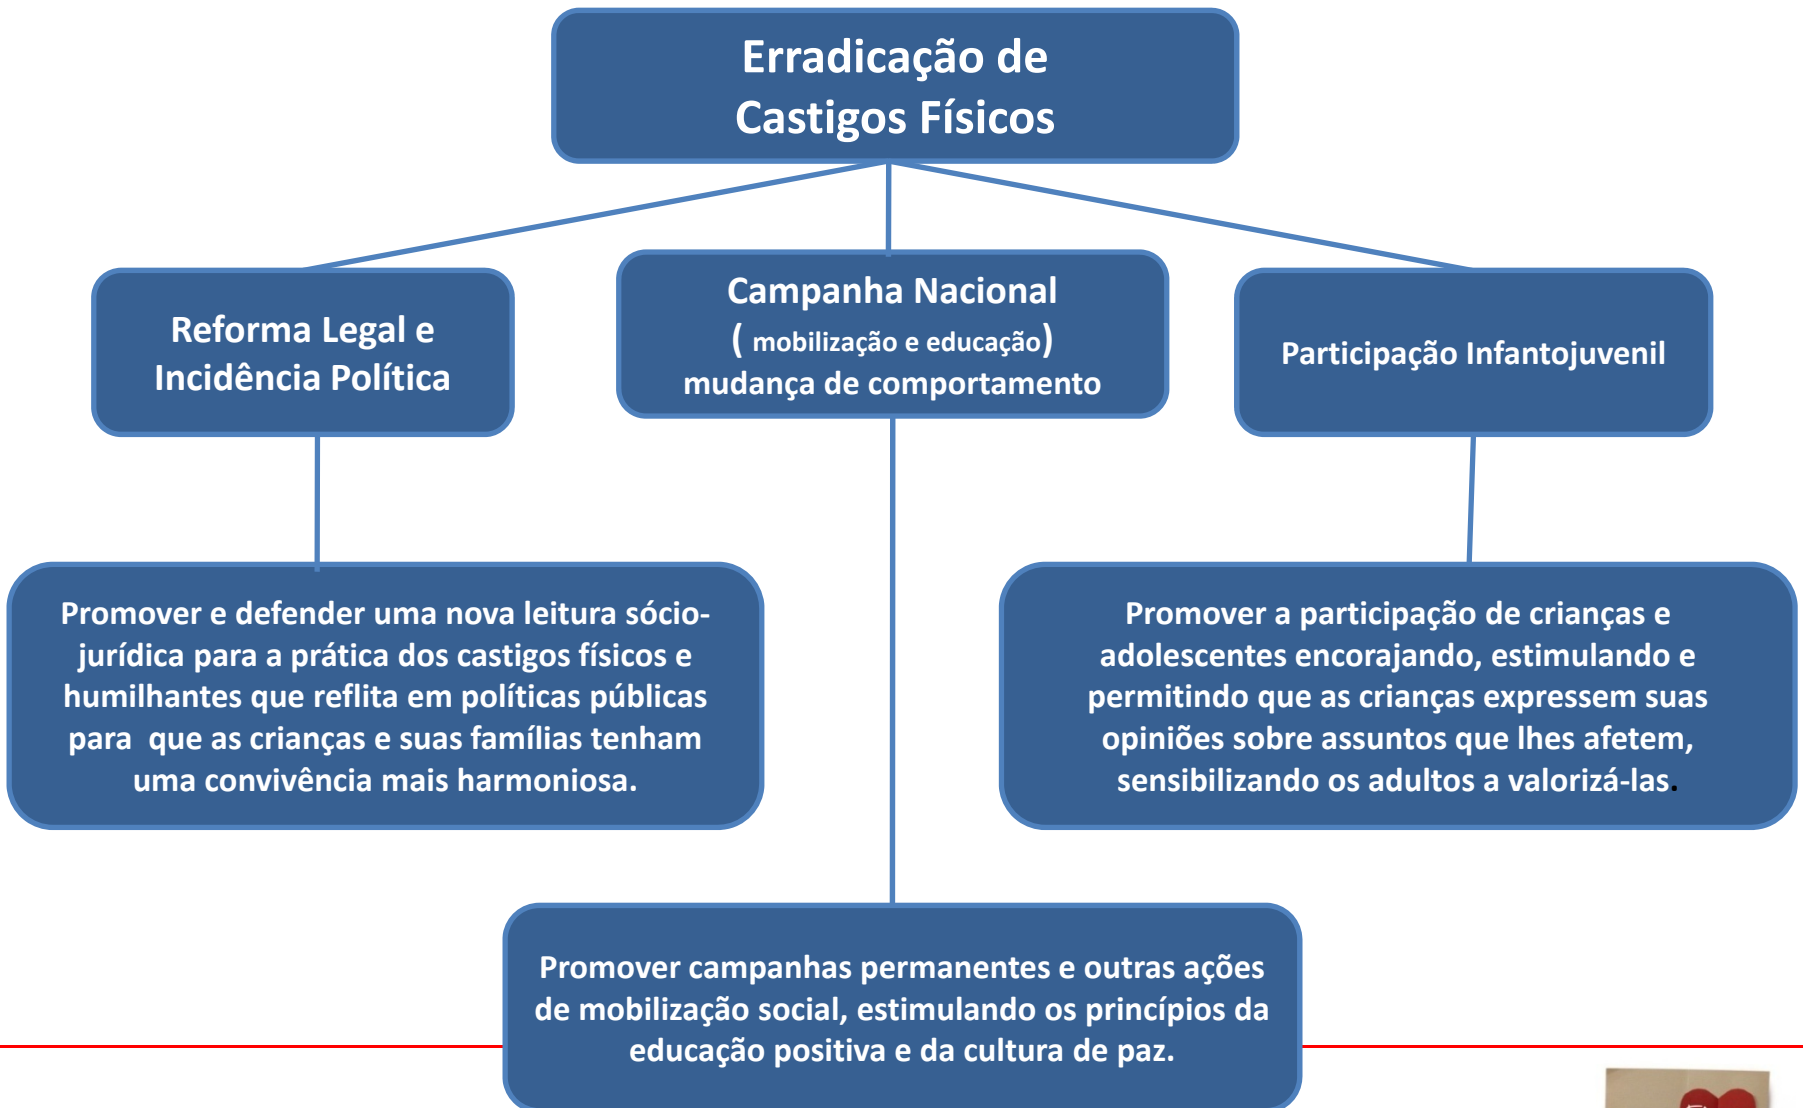 Erradicação de
Castigos Físicos
Reforma Legal e
Incidência Política
Campanha Nacional
( mobilização e educação)
mudança de comportamento
Participação Infantojuvenil
Promover e defender uma nova leitura sócio-
jurídica para a prática dos castigos físicos e
humilhantes que reflita em políticas públicas
para  que as crianças e suas famílias tenham
uma convivência mais harmoniosa.
Promover a participação de crianças e
adolescentes encorajando, estimulando e
permitindo que as crianças expressem suas
opiniões sobre assuntos que lhes afetem,
sensibilizando os adultos a valorizá-las.
Promover campanhas permanentes e outras ações
de mobilização social, estimulando os princípios da
educação positiva e da cultura de paz.